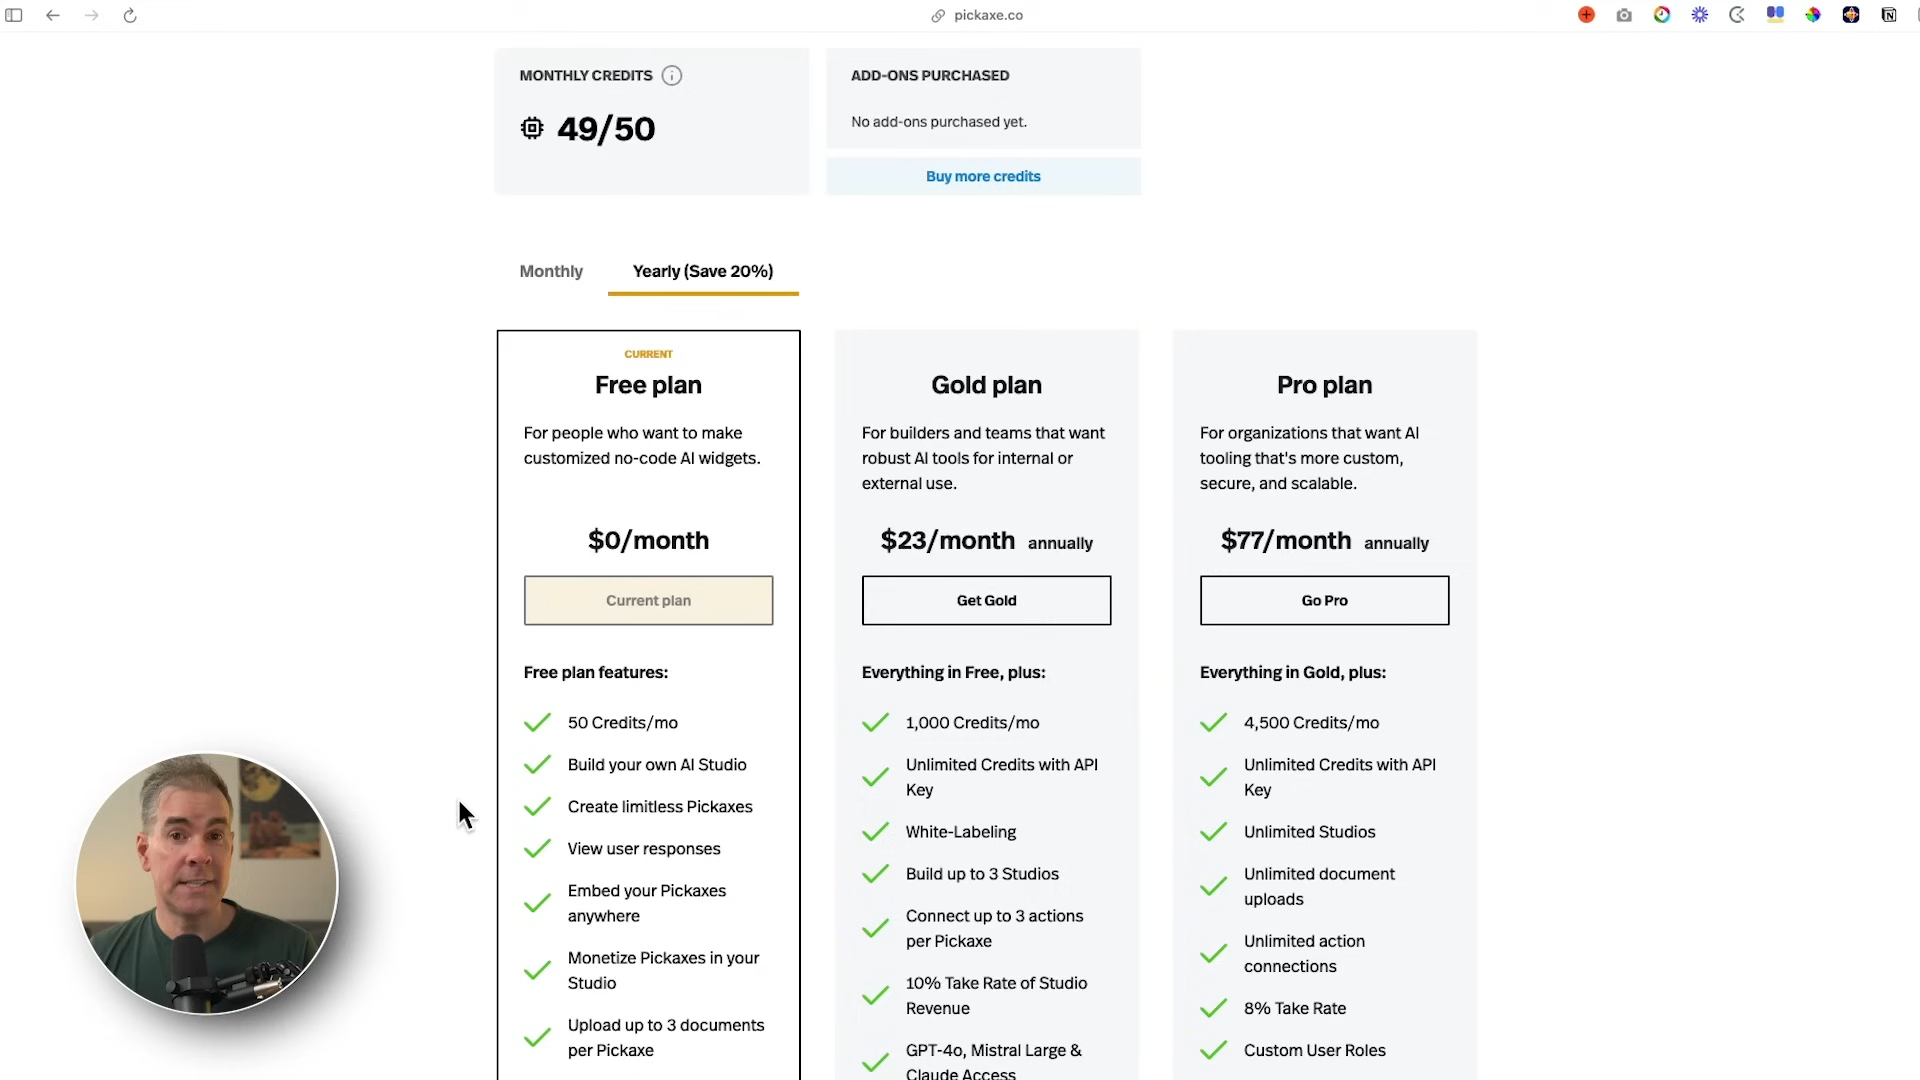 pickaxe.co
MONTHLY CREDITS
49/50
ADD-ONS PURCHASED
No add-ons purchased yet.
Buy more credits
Monthly
Yearly (Save 20%)
CURRENT
Free plan
For people who want to make
customized no-code AI widgets.
$0/month
Current plan
Free plan features:
50 Credits/mo
Build your own AI Studio
Create limitless Pickaxes
View user responses
Embed your Pickaxes
anywhere
Monetize Pickaxes in your
Studio
Upload up to 3 documents
per Pickaxe
Gold plan
For builders and teams that want
robust AI tools for internal or
external use.
$23/month annually
Get Gold
Everything in Free, plus:
1,000 Credits/mo
Unlimited Credits with API
Key
White-Labeling
Build up to 3 Studios
Connect up to 3 actions
per Pickaxe
10% Take Rate of Studio
Revenue
GPT-4o, Mistral Large &
Claude Access
Pro plan
For organizations that want AI
tooling that's more custom,
secure, and scalable.
$77/month annually
Go Pro
Everything in Gold, plus:
4,500 Credits/mo
Unlimited Credits with API
Key
Unlimited Studios
Unlimited document
uploads
Unlimited action
connections
8% Take Rate
Custom User Roles